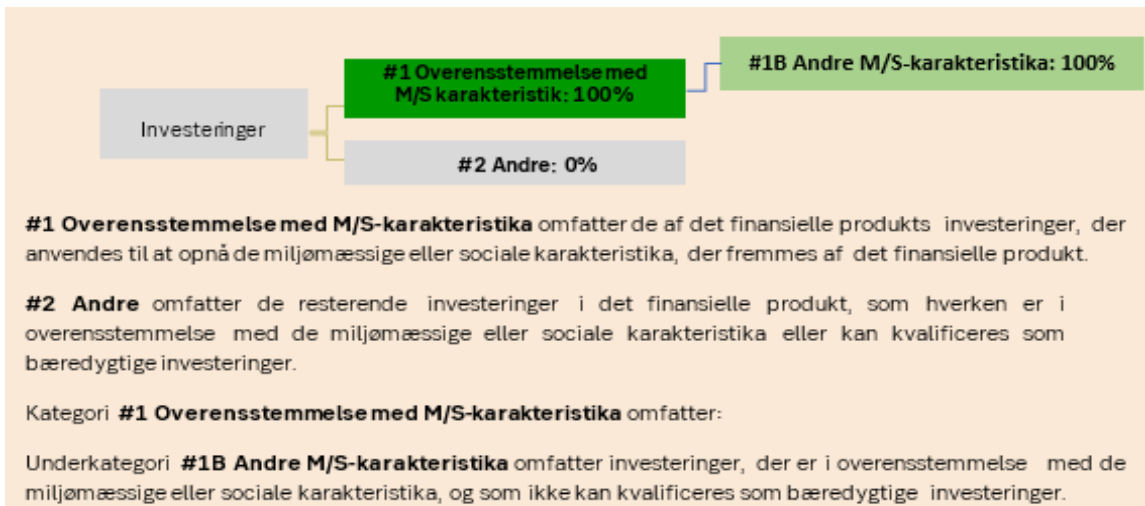 #1B Andre M/S-karakteristika: 100%
#1 Overensstemmelse med
M/S karakteristik: 100%
Investeringer
#2 Andre: 0%
#1 Overensstemmelse med M/S-karakteristika omfatter de af det finansielle produkts investeringer, der
anvendes til at opnå de miljømæssige eller sociale karakteristika, der fremmes af det finansielle produkt.
#2 Andre omfatter de resterende investeringer i det finansielle produkt, som hverken er i
overensstemmelse med de miljømæssige eller sociale karakteristika eller kan kvalificeres som
bæredygtige investeringer.
Kategori #1 Overensstemmelse med M/S-karakteristika omfatter:
Underkategori #1B Andre M/S-karakteristika omfatter investeringer, der er i overensstemmelse med de
miljømæssige eller sociale karakteristika, og som ikke kan kvalificeres som bæredygtige investeringer.